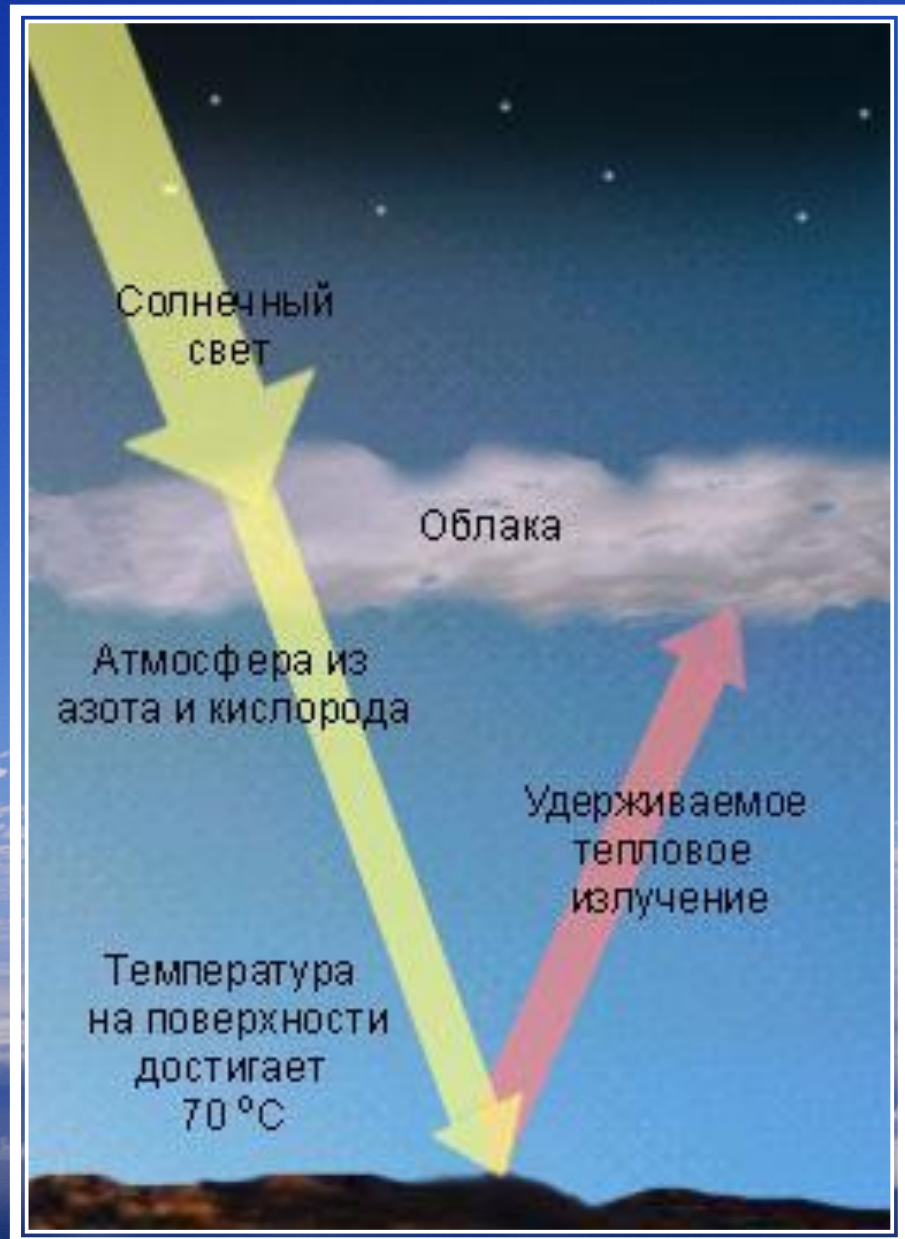 Солнечный
свет
Облака
Атмосфера из
азота и кислорода
Удерживаемое
тепловое
излучение
Температура
на поверхности
достигает
70 °C